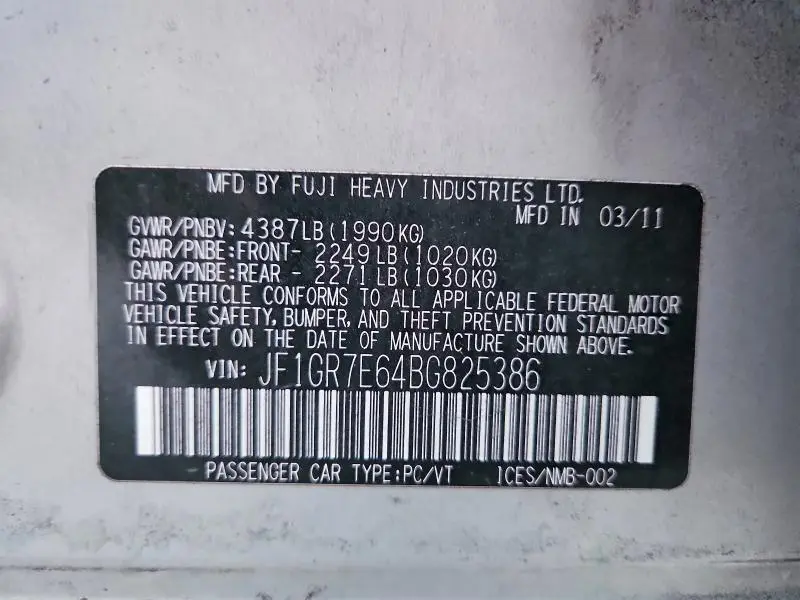 MFD BY FUJI HEAVY INDUSTRIES LTD.
MFD IN 03/11
GVWR/PNBV: 4387LB(1990KG)
GAWR/PNBE:FRONT- 2249LB(1020KG)
GAWR/PNBE:REAR - 2271LB(1030KG)
THIS VEHICLE CONFORMS TO ALL APPLICABLE FEDERAL MOTOR
VEHICLE SAFETY, BUMPER, AND THEFT PREVENTION STANDARDS
IN EFFECT ON THE DATE OF MANUFACTURE SHOWN ABOVE.
VIN: JF1GR7E64BG825386
PASSENGER CAR TYPE:PC/VT ICES/NMB-002